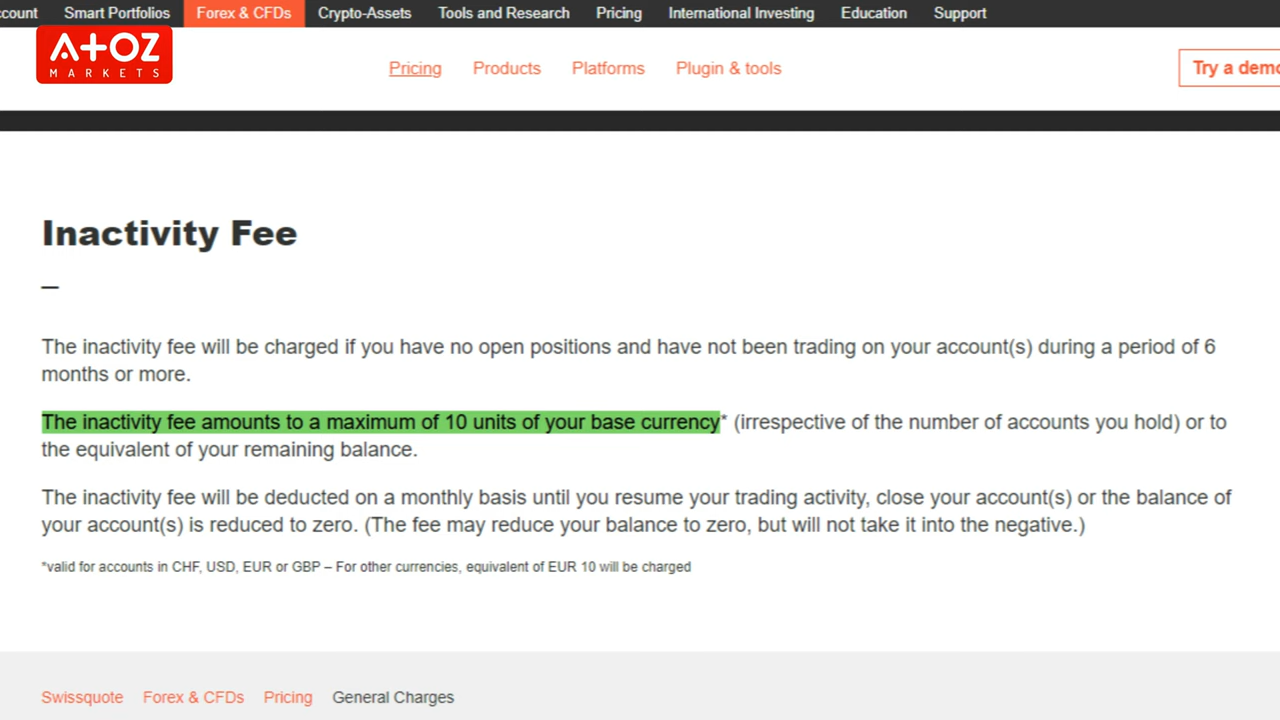 count Smart Portfolios Forex & CFDs Crypto-Assets Tools and Research Pricing International Investing Education Support
A+OZ
MARKETS
Pricing Products Platforms Plugin & tools Try a demo
Inactivity Fee
The inactivity fee will be charged if you have no open positions and have not been trading on your account(s) during a period of 6
months or more.
The inactivity fee amounts to a maximum of 10 units of your base currency* (irrespective of the number of accounts you hold) or to
the equivalent of your remaining balance.
The inactivity fee will be deducted on a monthly basis until you resume your trading activity, close your account(s) or the balance of
your account(s) is reduced to zero. (The fee may reduce your balance to zero, but will not take it into the negative.)
*valid for accounts in CHF, USD, EUR or GBP – For other currencies, equivalent of EUR 10 will be charged
Swissquote Forex & CFDs Pricing General Charges